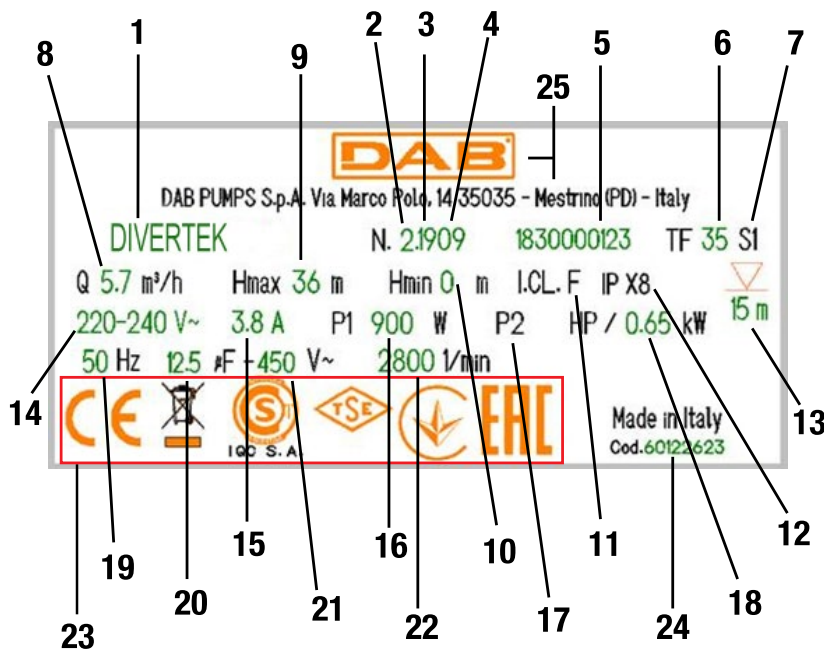 1 2 3 4 5 6 7
8 9 25
DAB
DAB PUMPS S.p.A. Via Marco Polo, 14/35035 - Mestrino (PD) - Italy
DIVERTEK N. 2.1909 1830000123 TF 35 S1
Q 5.7 m³/h Hmax 36 m Hmin 0 m I.CL. F IP X8
220-240 V~ 3.8 A P1 900 W P2 HP / 0.65 kW 15 m
50 Hz 12.5 µF - 450 V~ 2800 1/min
14 13
CE S TSE EAC Made in Italy
IQC S.A. Cod.60122623
19 15 16 10 11 12
20 21 17 18
23 22 24